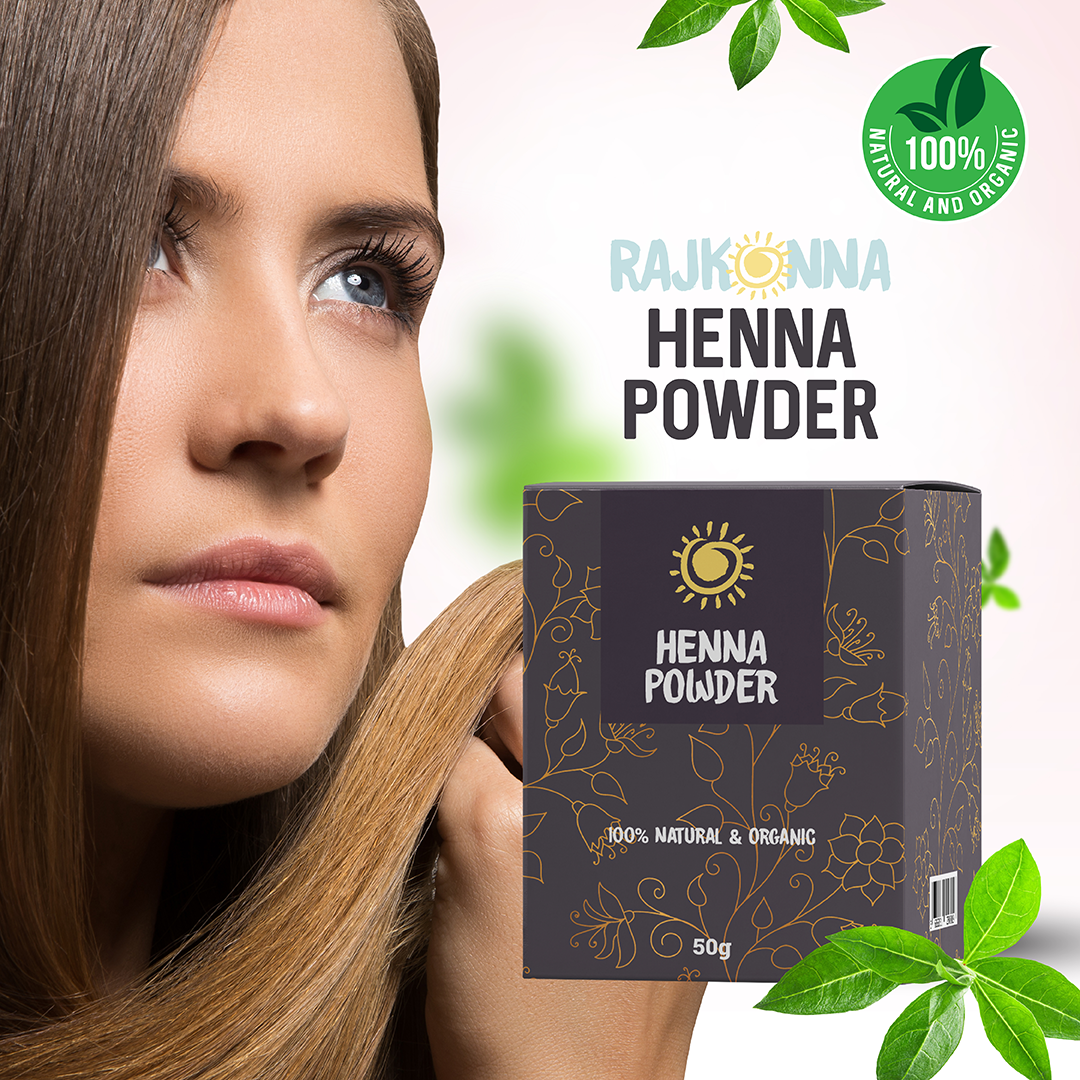 100%
NATURAL AND ORGANIC
RAJKONNA
HENNA
POWDER
HENNA
POWDER
100% NATURAL & ORGANIC
50g